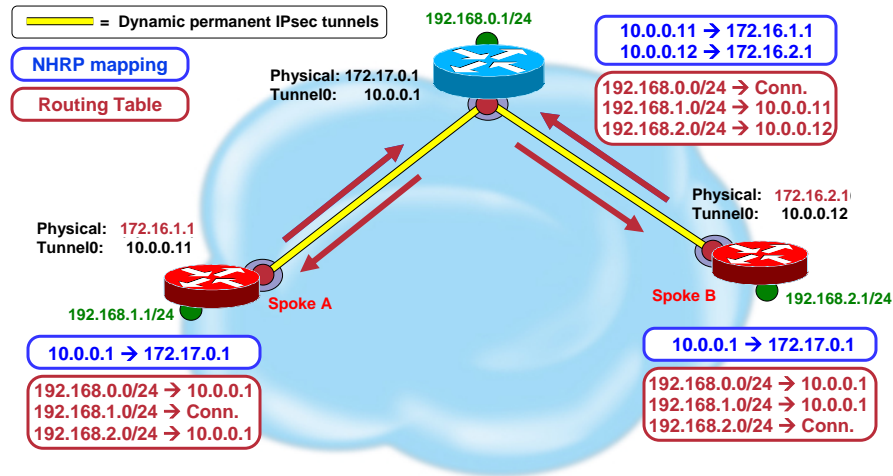 = Dynamic permanent IPsec tunnels
NHRP mapping
Routing Table
192.168.0.1/24
Physical: 172.17.0.1
Tunnel0: 10.0.0.1
10.0.0.11 → 172.16.1.1
10.0.0.12 → 172.16.2.1
192.168.0.0/24 → Conn.
192.168.1.0/24 → 10.0.0.11
192.168.2.0/24 → 10.0.0.12
Physical: 172.16.1.1
Tunnel0: 10.0.0.11
Spoke A
192.168.1.1/24
10.0.0.1 → 172.17.0.1
192.168.0.0/24 → 10.0.0.1
192.168.1.0/24 → Conn.
192.168.2.0/24 → 10.0.0.1
Physical: 172.16.2.1
Tunnel0: 10.0.0.12
Spoke B
192.168.2.1/24
10.0.0.1 → 172.17.0.1
192.168.0.0/24 → 10.0.0.1
192.168.1.0/24 → 10.0.0.1
192.168.2.0/24 → Conn.